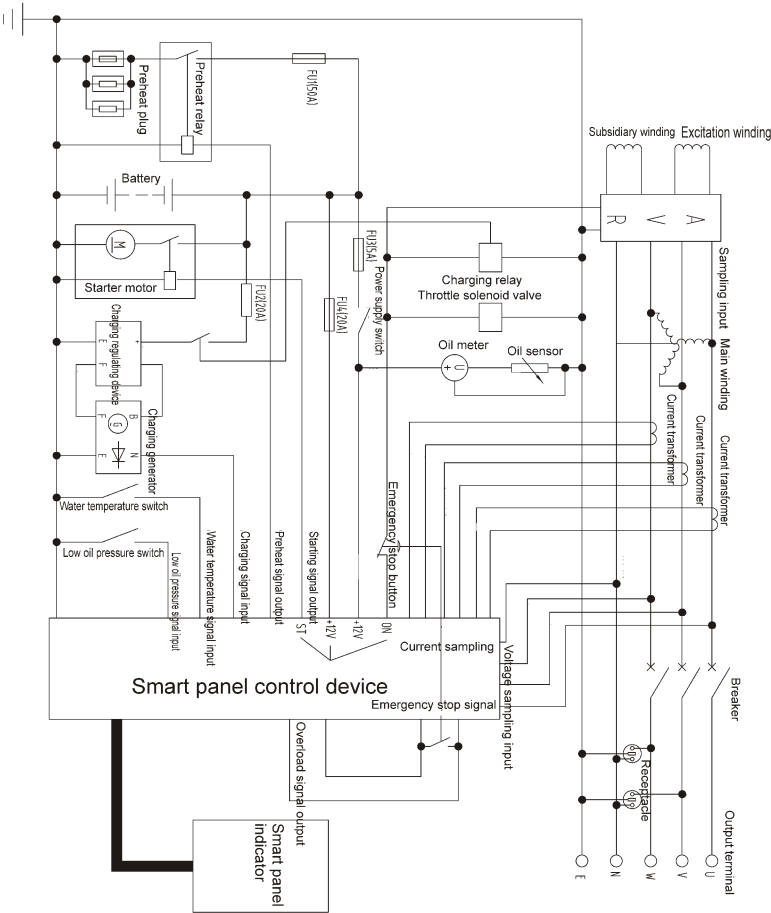 Preheat plug
Preheat relay
FU1(50A)
Subsidiary winding
Excitation winding
R
V
A
Battery
Sampling input
M
Starter motor
FU2(20A)
FU3(5A)
FU4(20A)
Power supply switch
Charging relay
Throttle solenoid valve
Oil meter
Oil sensor
+
U
Main winding
Charging regulating device
E
+
F
F
B
G
E
N
Charging generator
Current transformer
Current transformer
Current transformer
Water temperature switch
Low oil pressure switch
Low oil pressure signal input
Water temperature signal input
Charging signal input
Preheat signal output
Starting signal output
Emergency stop button
ST
+12V
+12V
ON
Current sampling
Voltage sampling input
Smart panel control device
Emergency stop signal
Breaker
Overload signal output
Receptacle
Output terminal
Smart panel
indicator
E
N
W
V
U